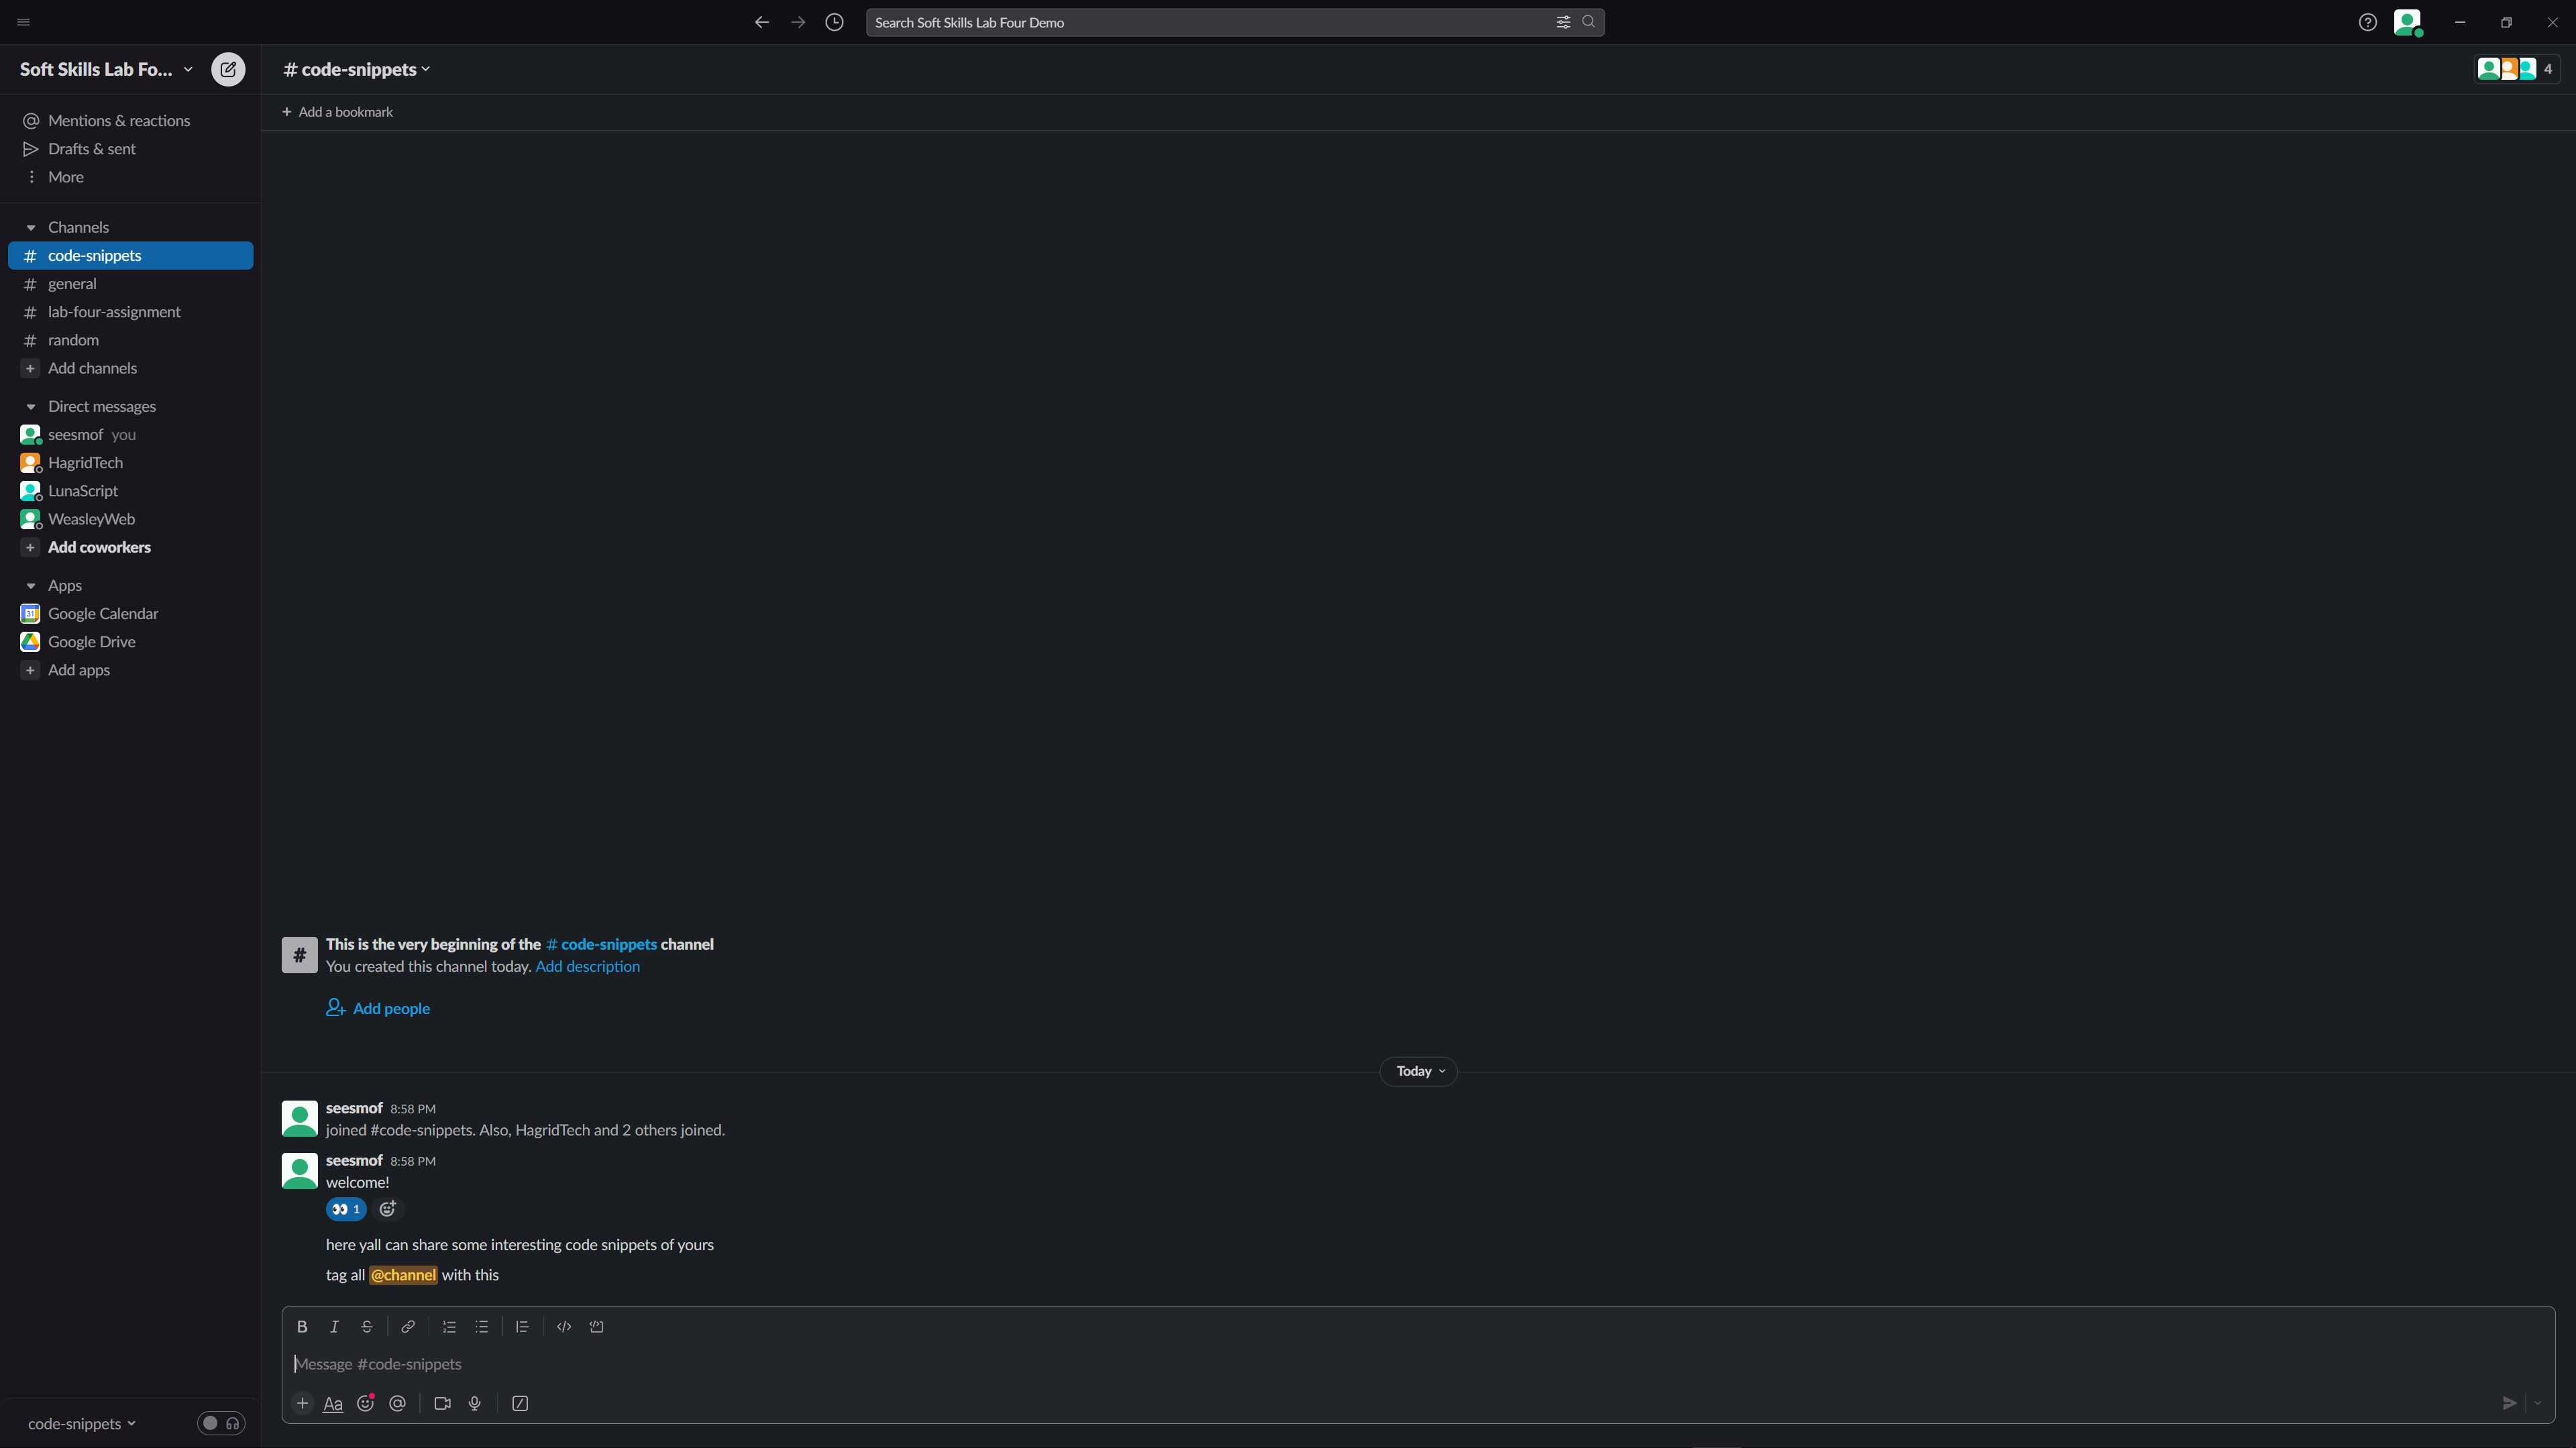 Search Soft Skills Lab Four Demo
Soft Skills Lab Fo...
Mentions & reactions
Drafts & sent
More
Channels
# code-snippets
# general
# lab-four-assignment
# random
+ Add channels
Direct messages
seesmof you
HagridTech
LunaScript
WeasleyWeb
+ Add coworkers
Apps
31 Google Calendar
Google Drive
+ Add apps
code-snippets
# code-snippets
4
+ Add a bookmark
# This is the very beginning of the # code-snippets channel
You created this channel today. Add description
Add people
Today
seesmof 8:58 PM
joined #code-snippets. Also, HagridTech and 2 others joined.
seesmof 8:58 PM
welcome!
👀 1
here yall can share some interesting code snippets of yours
tag all @channel with this
B I S
Message #code-snippets
+ Aa @